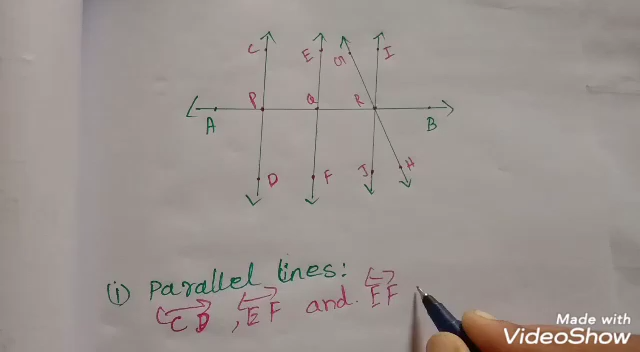 C E G I
P Q R
A B
D F J H
(i) Parallel lines:
CD, EF and EF
Made with
VideoShow